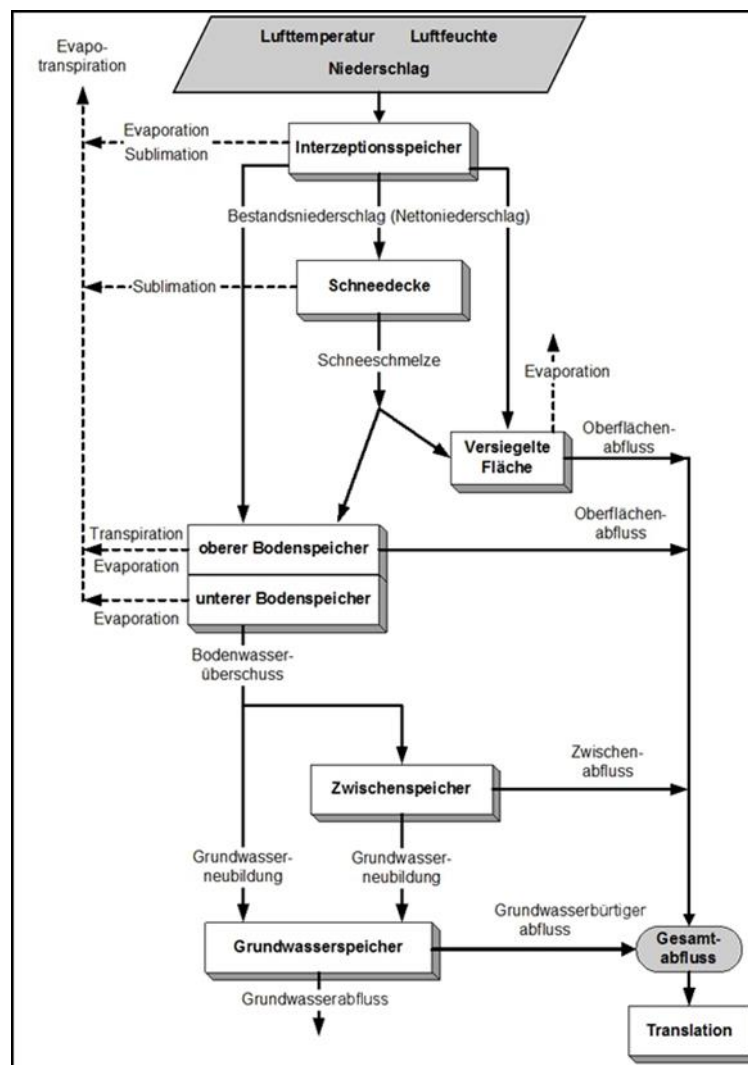 Lufttemperatur Luftfeuchte
Niederschlag
Evapo-
transpiration
Evaporation
Sublimation
Interzeptionsspeicher
Bestandsniederschlag (Nettoniederschlag)
Sublimation
Schneedecke
Schneeschmelze
Evaporation
Versiegelte
Fläche
Oberflächen-
abfluss
Transpiration
Evaporation
oberer Bodenspeicher
Oberflächen-
abfluss
unterer Bodenspeicher
Evaporation
Bodenwasser-
überschuss
Zwischenspeicher
Zwischen-
abfluss
Grundwasser-
neubildung
Grundwasser-
neubildung
Grundwasserspeicher
Grundwasserbürtiger
abfluss
Gesamt-
abfluss
Grundwasserabfluss
Translation